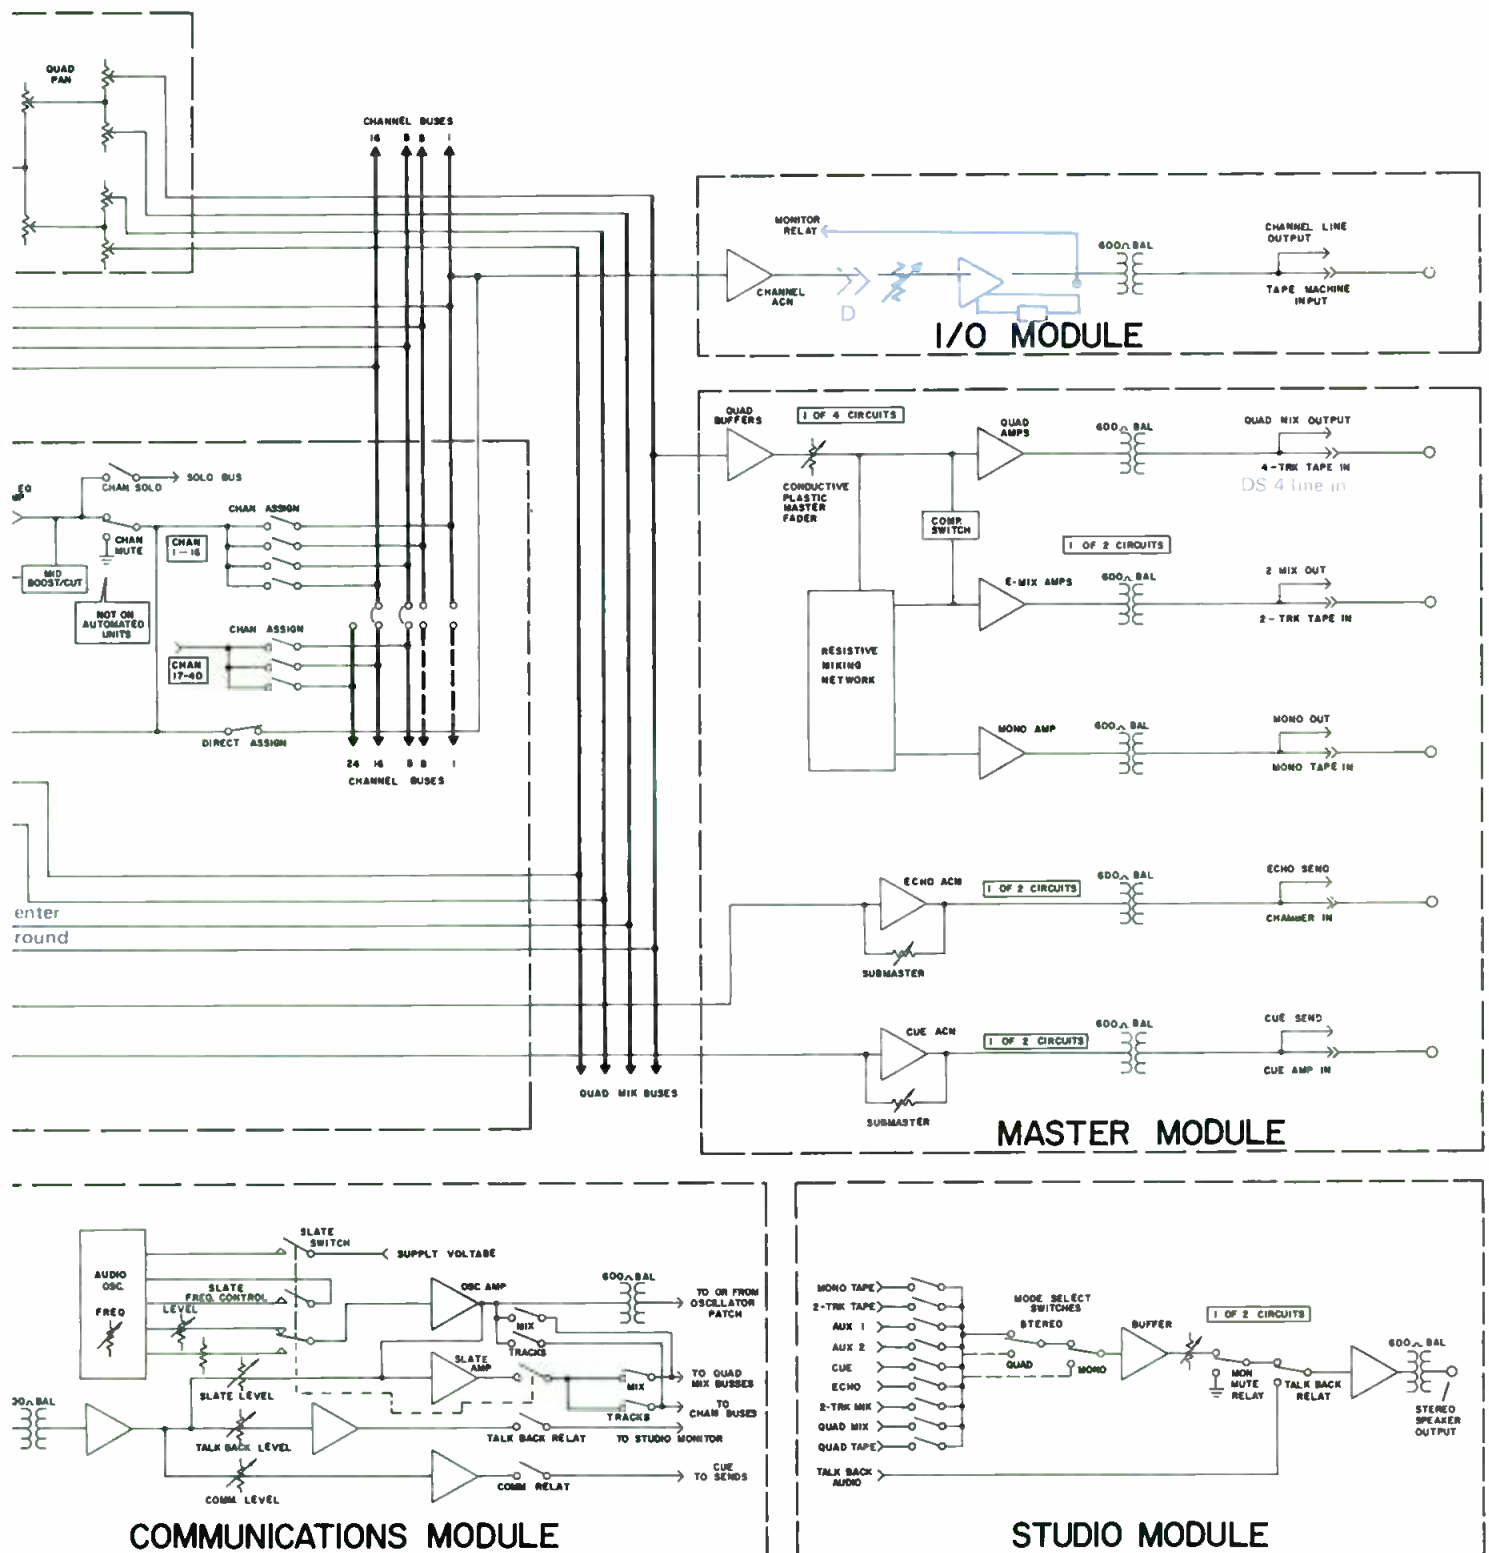 QUAD
PAN
CHANNEL BUSES
16 8 8 1
MONITOR
RELAY
CHANNEL
ACN
D
600Ω BAL
CHANNEL LINE
OUTPUT
TAPE MACHINE
INPUT
I/O MODULE
QUAD
BUFFERS
1 OF 4 CIRCUITS
CONDUCTIVE
PLASTIC
MASTER
FADER
QUAD
AMPS
600Ω BAL
QUAD MIX OUTPUT
4-TRK TAPE IN
DS 4 line in
COMP.
SWITCH
1 OF 2 CIRCUITS
E-MIX AMPS
600Ω BAL
2 MIX OUT
2-TRK TAPE IN
RESISTIVE
MIXING
NETWORK
MONO AMP
600Ω BAL
MONO OUT
MONO TAPE IN
ECHO ACN
SUBMASTER
1 OF 2 CIRCUITS
600Ω BAL
ECHO SEND
CHAMBER IN
CUE ACN
SUBMASTER
1 OF 2 CIRCUITS
600Ω BAL
CUE SEND
CUE AMP IN
MASTER MODULE
EQ
CHAN SOLO
SOLO BUS
CHAN
MUTE
MID
BOOST/CUT
NOT ON
AUTOMATED
UNITS
CHAN ASSIGN
CHAN
1-16
CHAN ASSIGN
CHAN
17-40
DIRECT ASSIGN
24 16 8 8 1
CHANNEL BUSES
enter
round
QUAD MIX BUSES
AUDIO
OSC.
FREQ
SLATE
SWITCH
SUPPLY VOLTAGE
SLATE
FREQ. CONTROL
LEVEL
OSC AMP
MIX
TRACKS
600Ω BAL
TO OR FROM
OSCILLATOR
PATCH
SLATE
AMP
SLATE LEVEL
MIX
TRACKS
TO QUAD
MIX BUSSES
TO
CHAN BUSES
00Ω BAL
TALK BACK LEVEL
TALK BACK RELAY
TO STUDIO MONITOR
COMM LEVEL
COMM RELAY
CUE
TO SENDS
COMMUNICATIONS MODULE
MONO TAPE
2-TRK TAPE
AUX 1
AUX 2
CUE
ECHO
2-TRK MIX
QUAD MIX
QUAD TAPE
TALK BACK
AUDIO
MODE SELECT
SWITCHES
STEREO
QUAD
MONO
BUFFER
1 OF 2 CIRCUITS
MON
MUTE
RELAY
TALK BACK
RELAY
600Ω BAL
STEREO
SPEAKER
OUTPUT
STUDIO MODULE